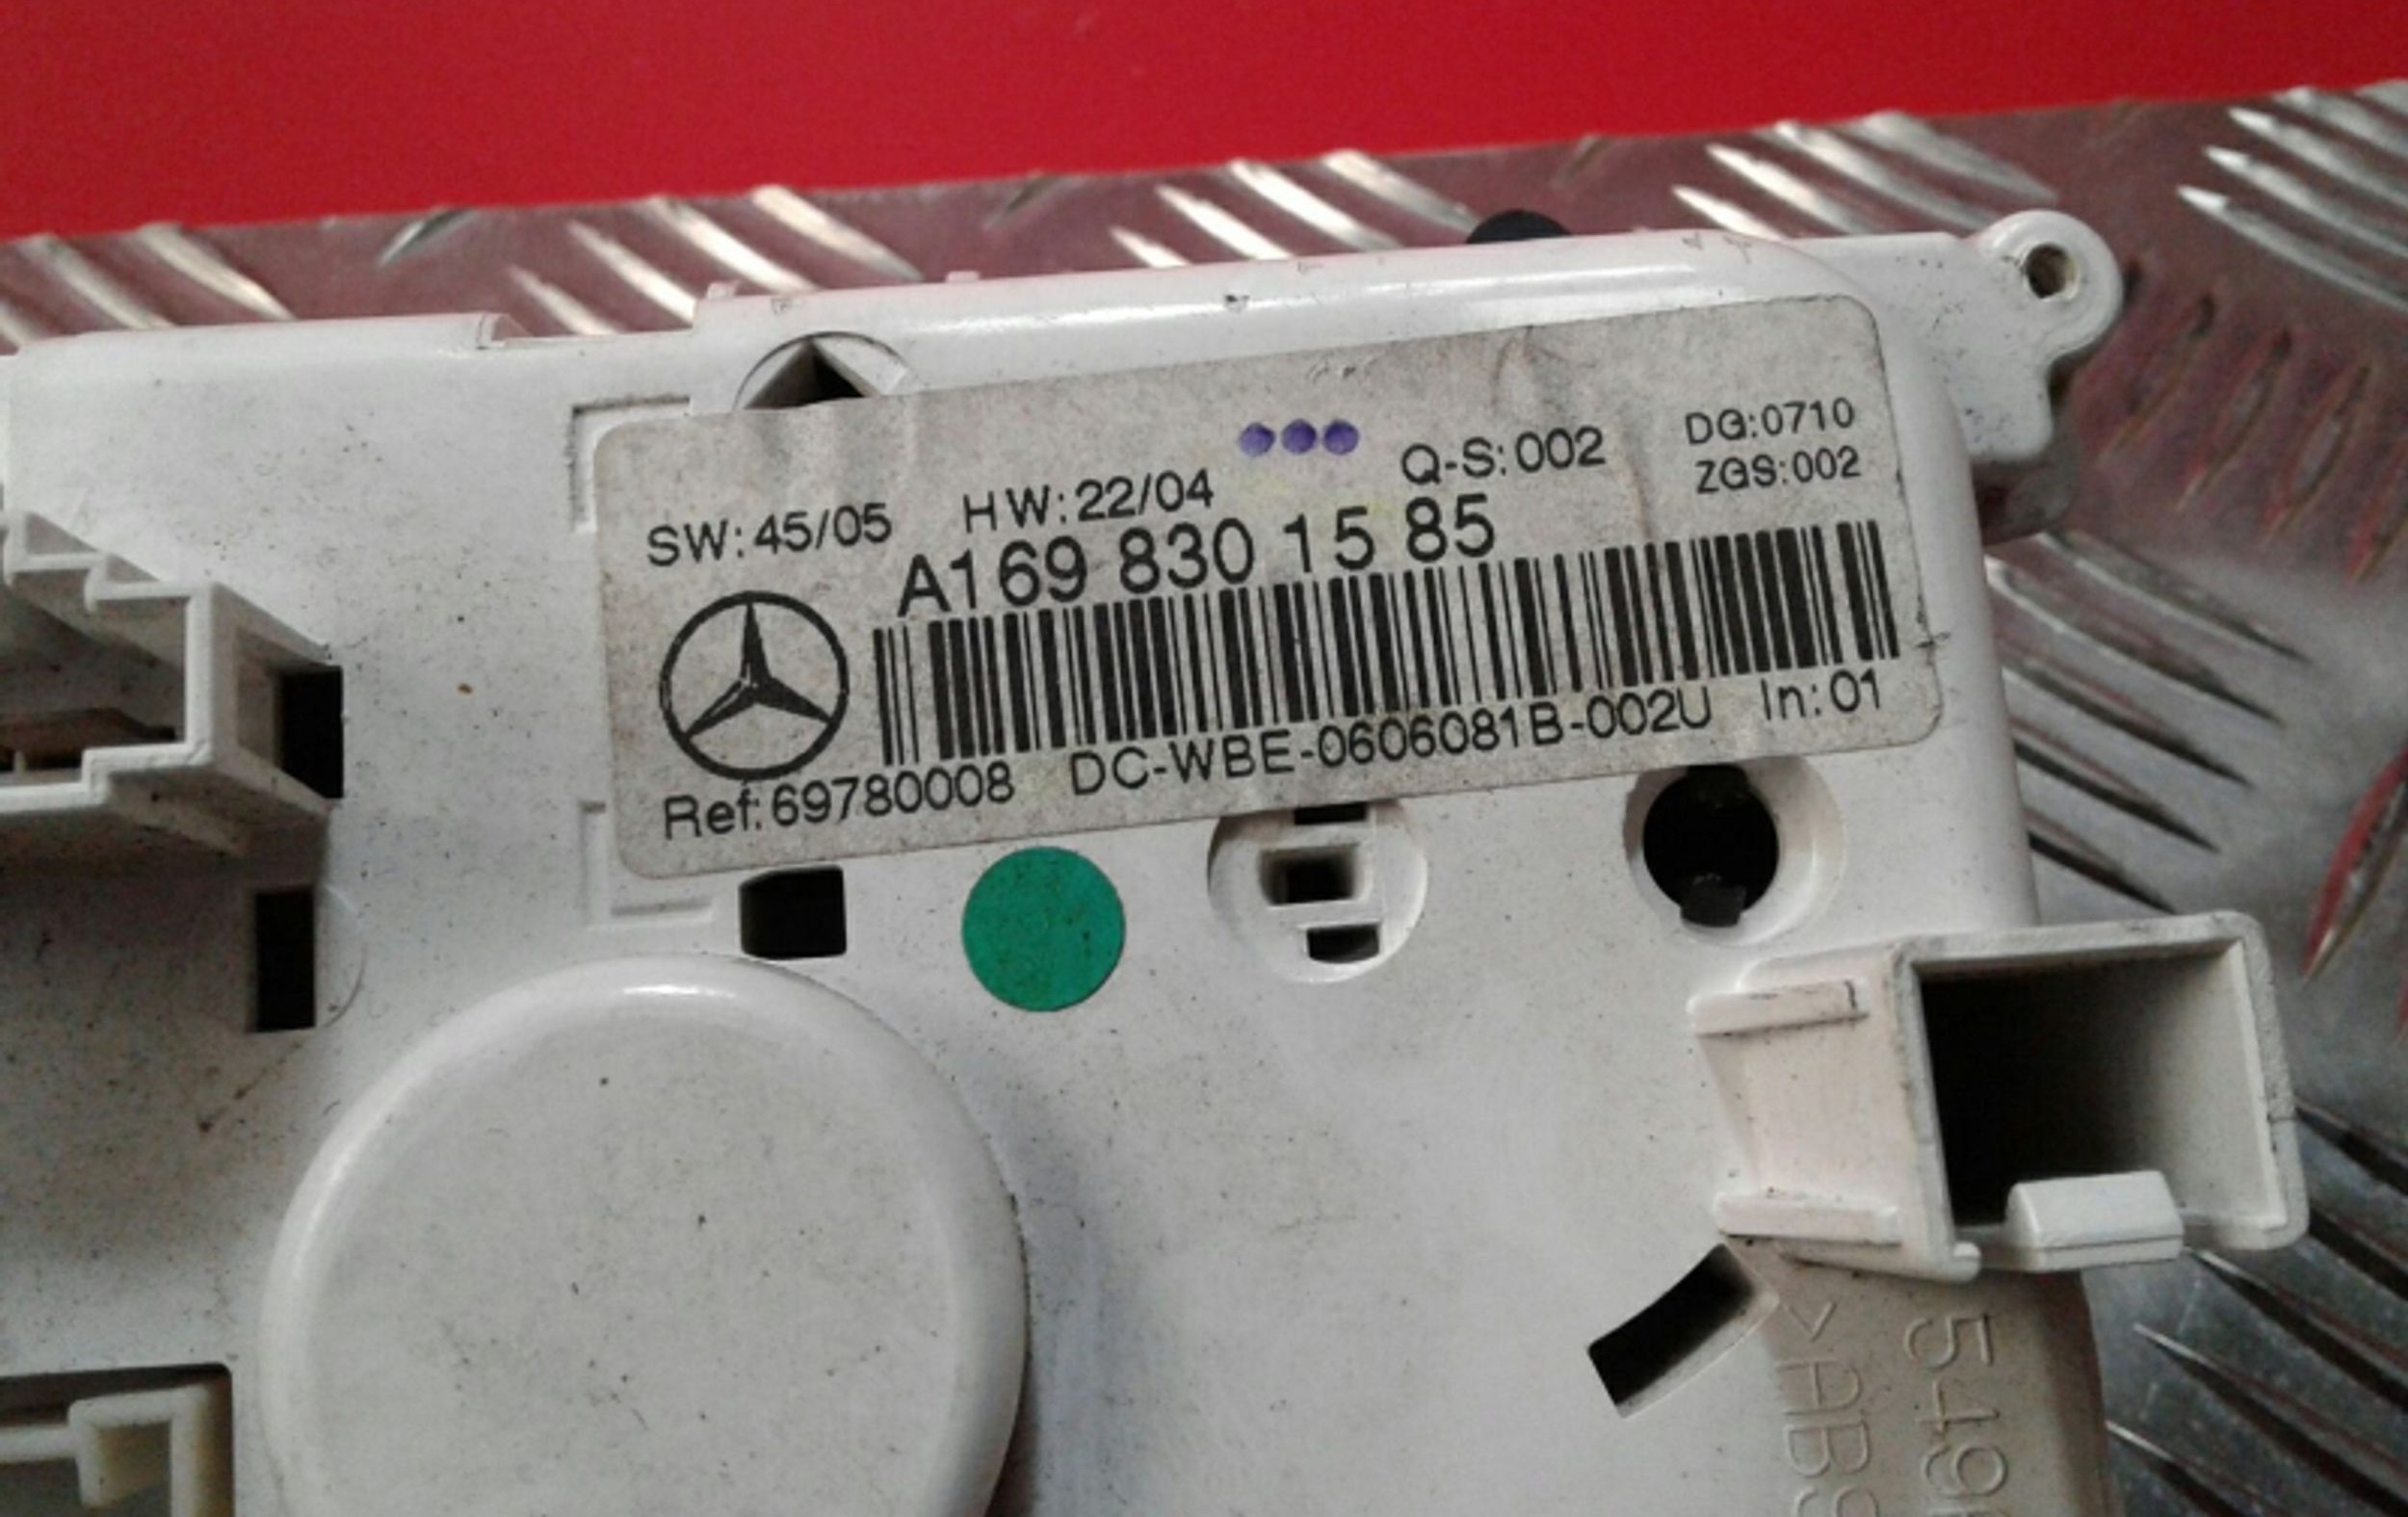 DG:0710
SW:45/05 HW:22/04 Q-S:002 ZGS:002
A169 830 15 85
Ref:69780008 DC-WBE-0606081B-002U In:01